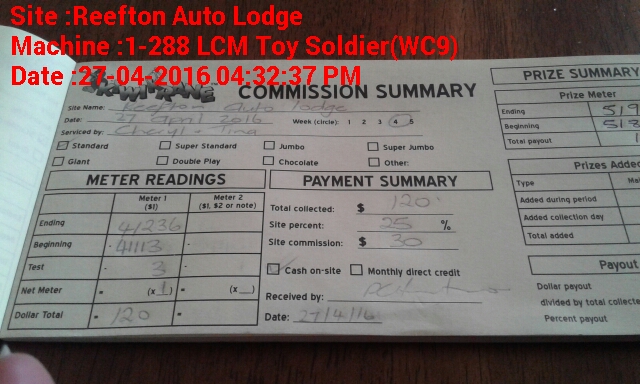 Site :Reefton Auto Lodge
Machine :1-288 LCM Toy Soldier(WC9)
Date :27-04-2016 04:32:37 PM
COMMISSION SUMMARY
Site Name: Reefton Auto Lodge
Date: 27 April 2016 Week (circle): 1 2 3 4 5
Serviced by: Cheryl + Tina
Standard Super Standard Jumbo Super Jumbo
Giant Double Play Chocolate Other:
METER READINGS
Meter 1 ($1) Meter 2 ($1, $2 or note)
Ending 41236
Beginning - 41113 -
Test - 3 -
Net Meter = (x 1) = (x )
Dollar Total = 120 =
PAYMENT SUMMARY
Total collected: $ 120
Site percent: 25 %
Site commission: $ 30
Cash on-site Monthly direct credit
Received by:
Date: 27/4/16
PRIZE SUMMARY
Prize Meter
Ending 519
Beginning 518
Total payout 1
Prizes Added
Type
Added during period
Added collection day
Total added
Payout
Dollar payout
divided by total collected
Percent payout